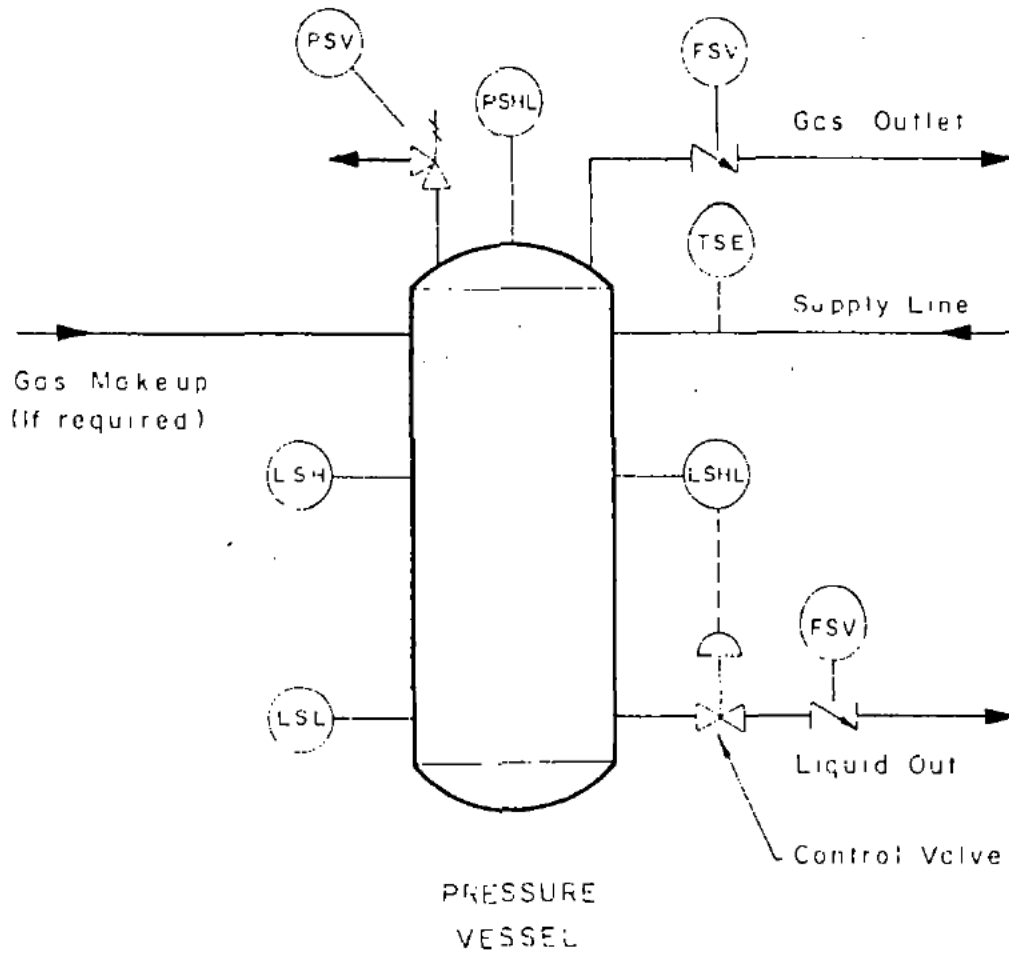 PSV
FSV
PSHL
Gas Outlet
TSE
Supply Line
Gas Makeup
(if required)
LSH
LSHL
FSV
LSL
Liquid Out
Control Valve
PRESSURE
VESSEL